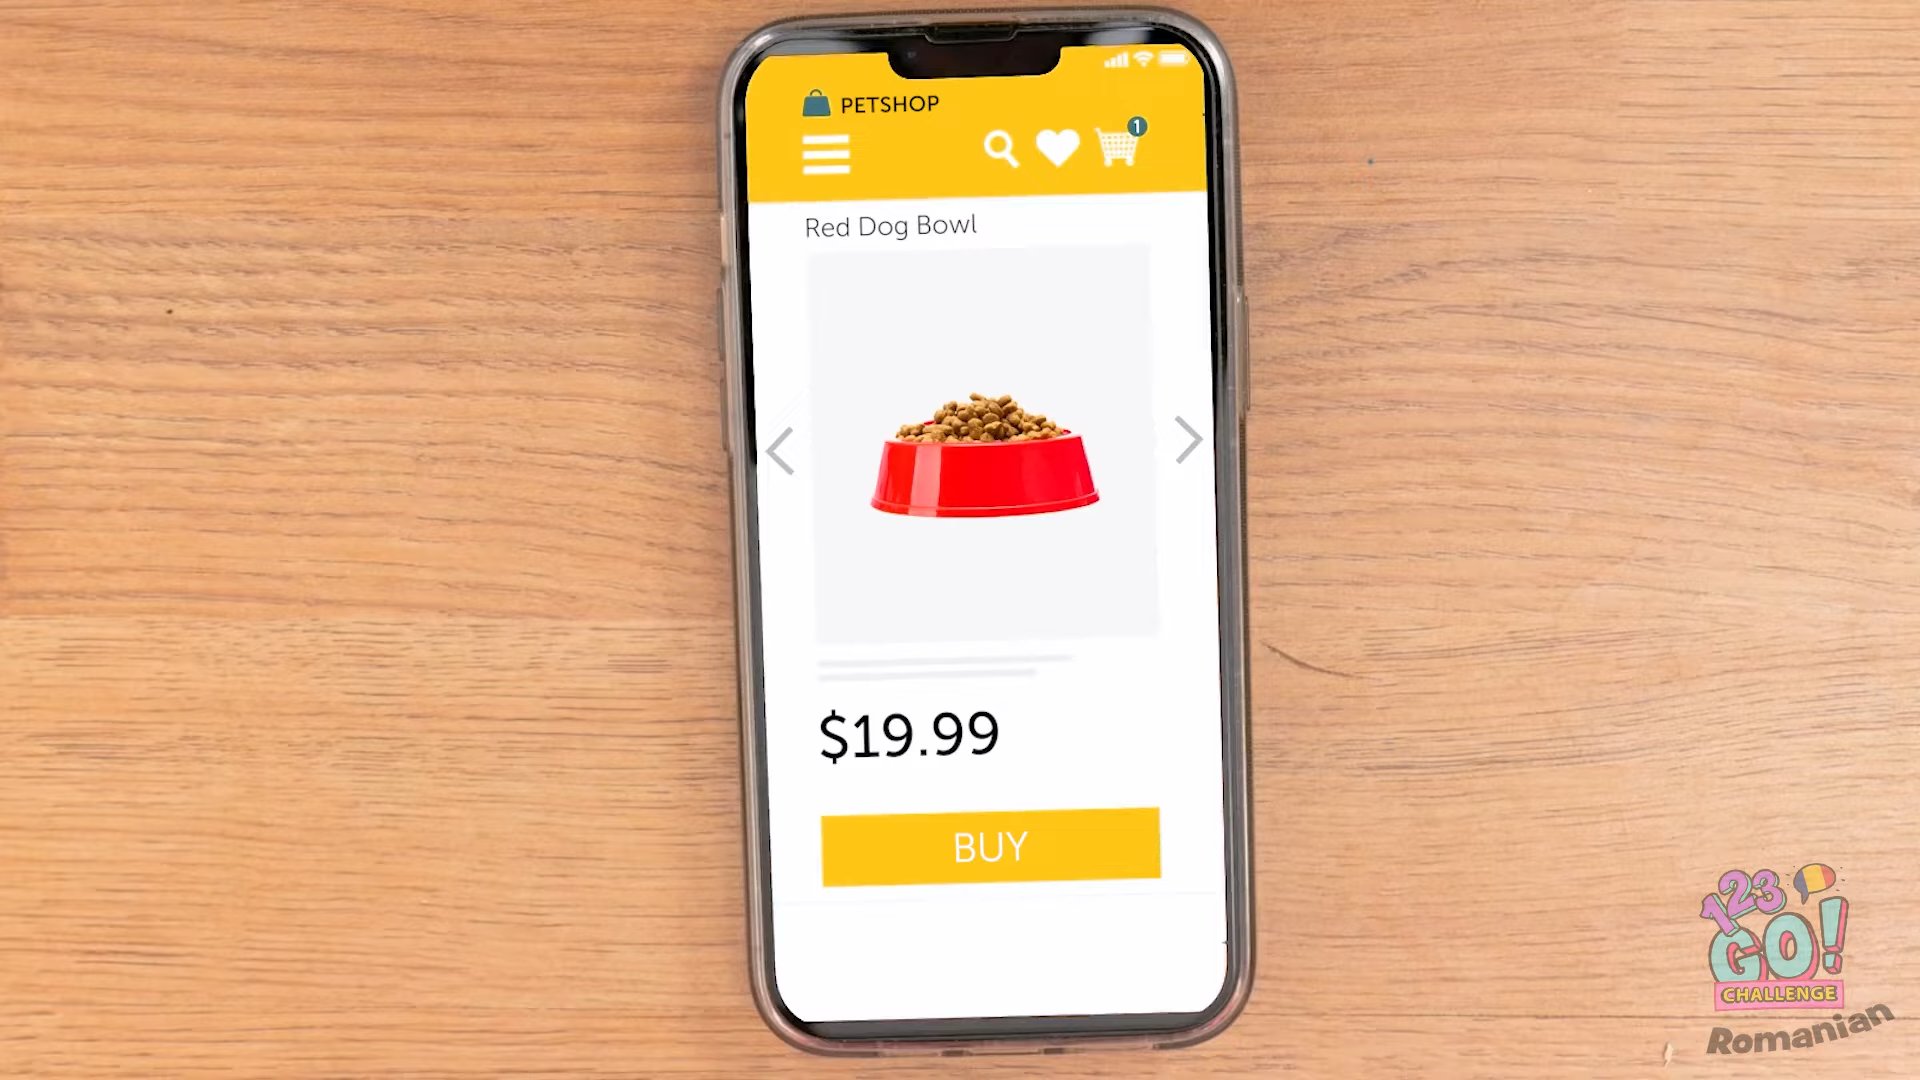 PETSHOP
1
Red Dog Bowl
$19.99
BUY
123
GO!
CHALLENGE
Romanian